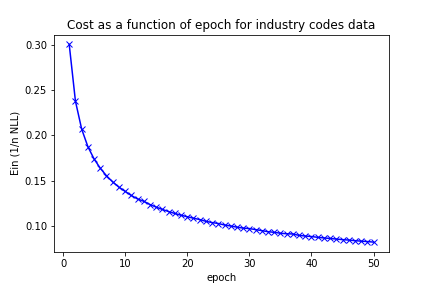 Cost as a function of epoch for industry codes data
0.30
0.25
0.20
0.15
0.10
Ein (1/n NLL)
0 10 20 30 40 50
epoch